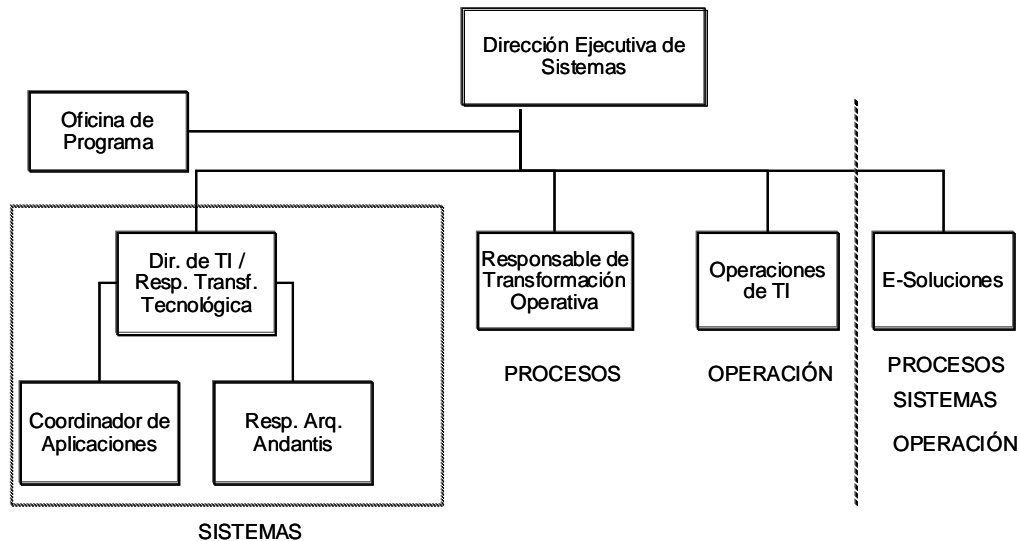 Dirección Ejecutiva de
Sistemas
Oficina de
Programa
Dir. de TI /
Resp. Transf.
Tecnológica
Responsable de
Transformación
Operativa
Operaciones
de TI
E-Soluciones
PROCESOS
OPERACIÓN
PROCESOS
SISTEMAS
OPERACIÓN
Coordinador de
Aplicaciones
Resp. Arq.
Andantis
SISTEMAS